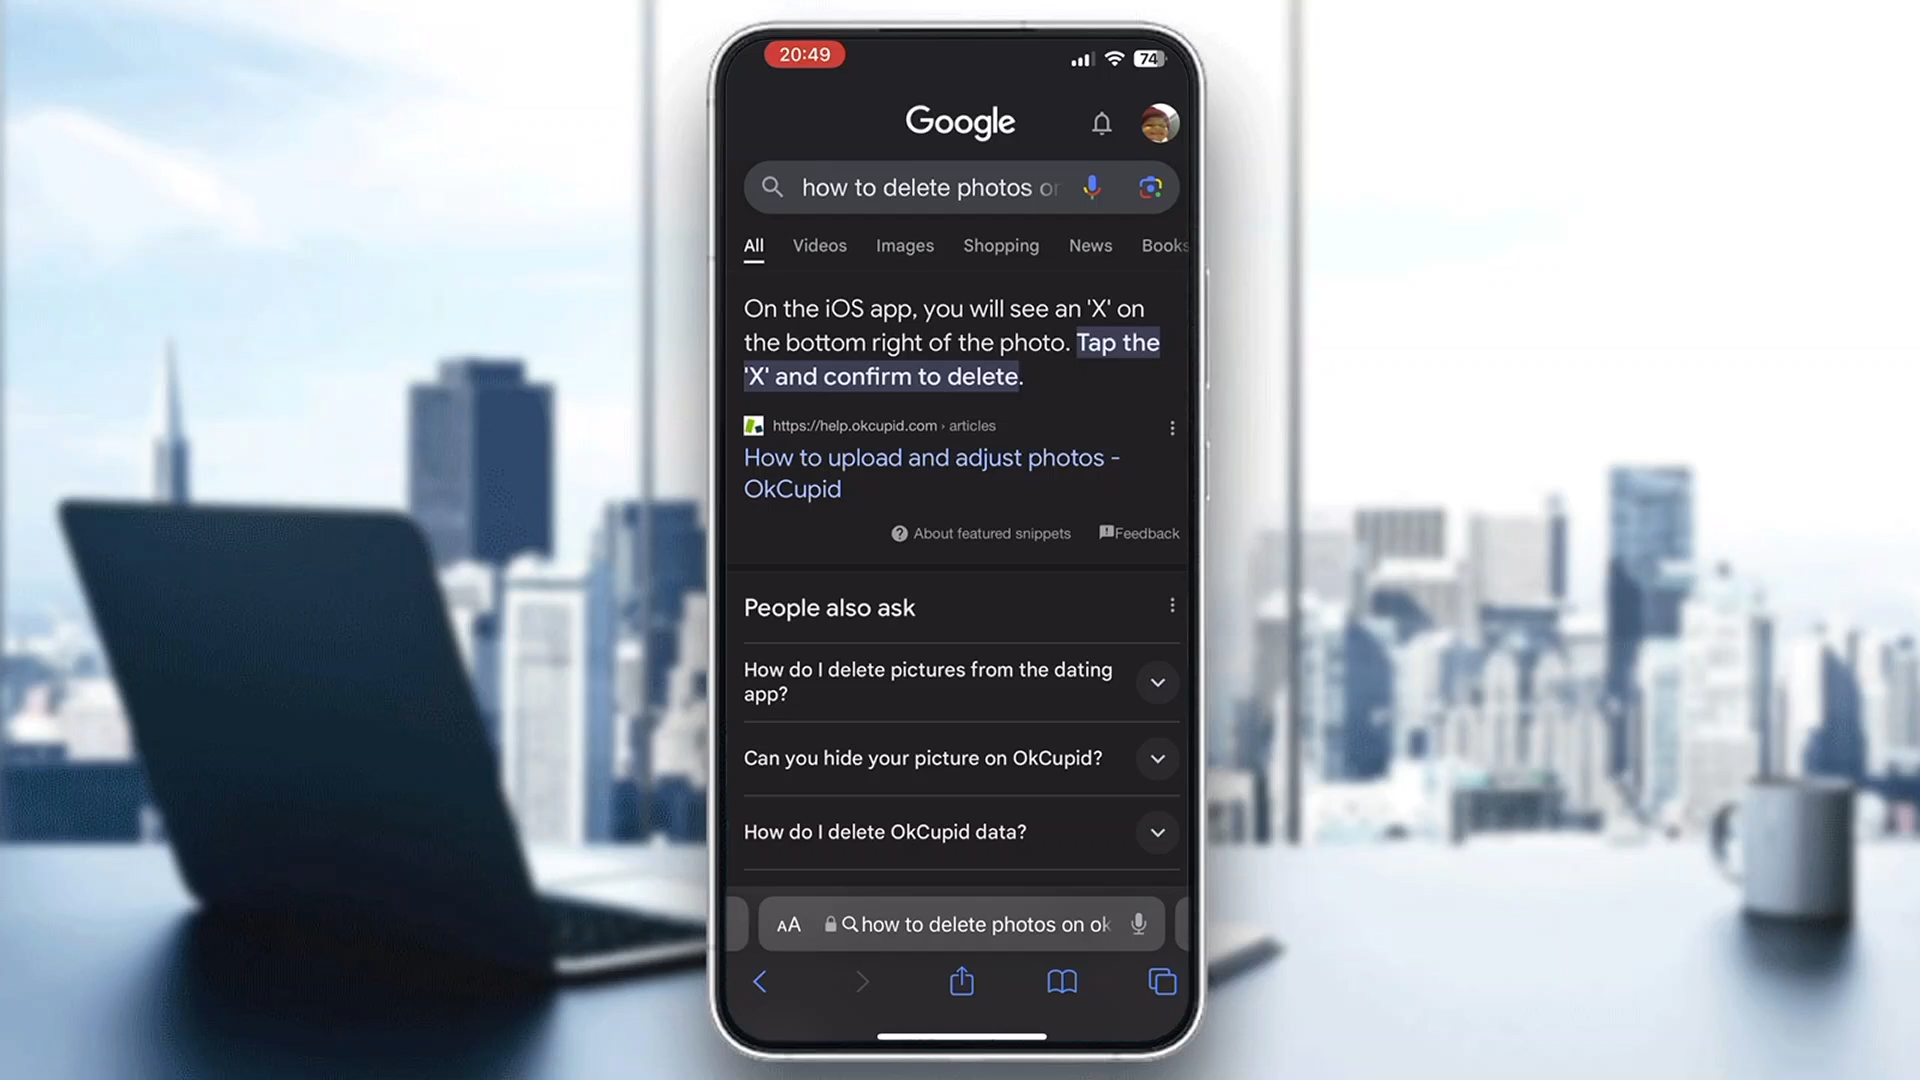 20:49
74
Google
how to delete photos on
All Videos Images Shopping News Books
On the iOS app, you will see an 'X' on
the bottom right of the photo. Tap the
'X' and confirm to delete.
https://help.okcupid.com › articles
How to upload and adjust photos -
OkCupid
About featured snippets
Feedback
People also ask
How do I delete pictures from the dating
app?
Can you hide your picture on OkCupid?
How do I delete OkCupid data?
AA how to delete photos on ok